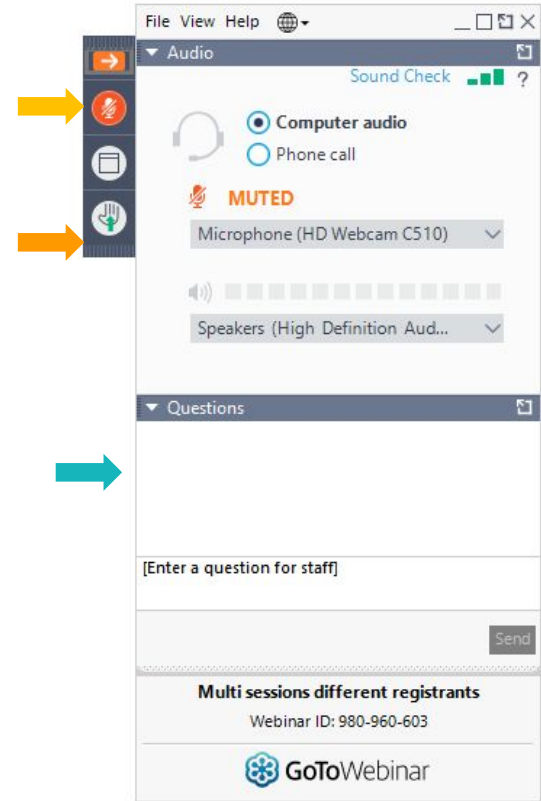 File View Help
Audio
Sound Check ?
Computer audio
Phone call
MUTED
Microphone (HD Webcam C510)
Speakers (High Definition Aud...
Questions
[Enter a question for staff]
Send
Multi sessions different registrants
Webinar ID: 980-960-603
GoToWebinar